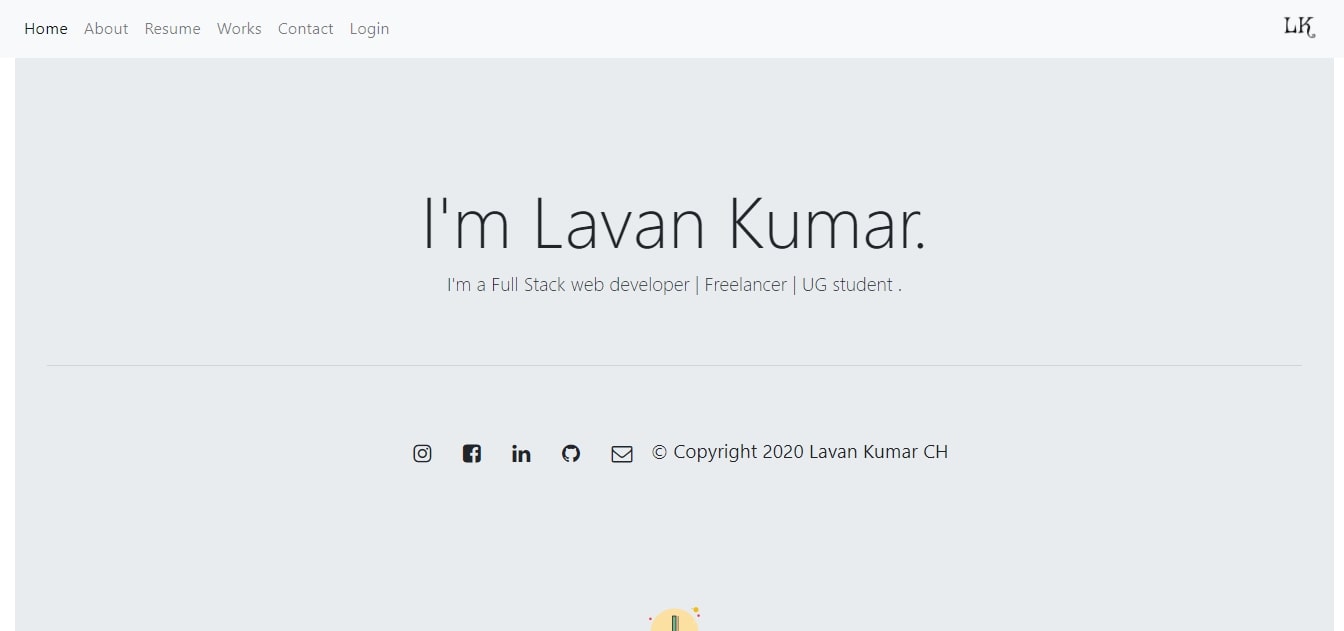 Home About Resume Works Contact Login LK
I'm Lavan Kumar.
I'm a Full Stack web developer | Freelancer | UG student .
© Copyright 2020 Lavan Kumar CH